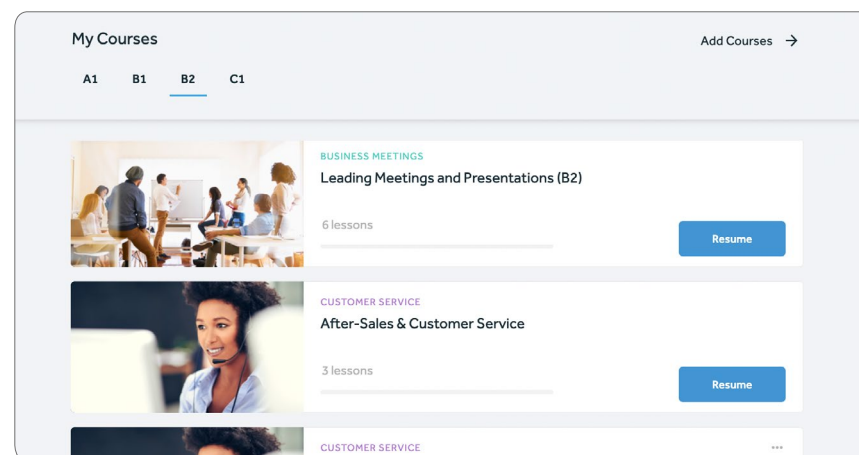 My Courses
Add Courses →
A1 B1 B2 C1
BUSINESS MEETINGS
Leading Meetings and Presentations (B2)
6 lessons
Resume
CUSTOMER SERVICE
After-Sales & Customer Service
3 lessons
Resume
CUSTOMER SERVICE